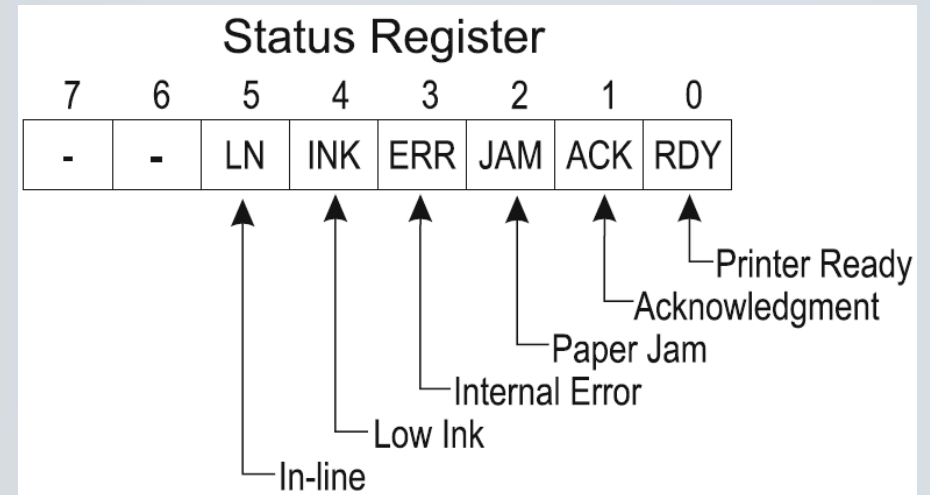 Status Register
7 6 5 4 3 2 1 0
- - LN INK ERR JAM ACK RDY
Printer Ready
Acknowledgment
Paper Jam
Internal Error
Low Ink
In-line